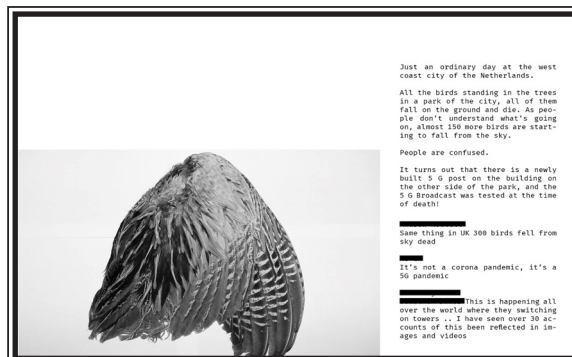 Just an ordinary day at the west
coast city of the Netherlands.
All the birds standing in the trees
in a park of the city, all of them
fall on the ground and die. As peo-
ple don't understand what's going
on, almost 150 more birds are start-
ing to fall from the sky.
People are confused.
It turns out that there is a newly
built 5 G post on the building on
the other side of the park, and the
5 G Broadcast was tested at the time
of death!
Same thing in UK 300 birds fell from
sky dead
It's not a corona pandemic, it's a
5G pandemic
This is happening all
over the world where they switching
on towers .. I have seen over 30 ac-
counts of this been reflected in im-
ages and videos